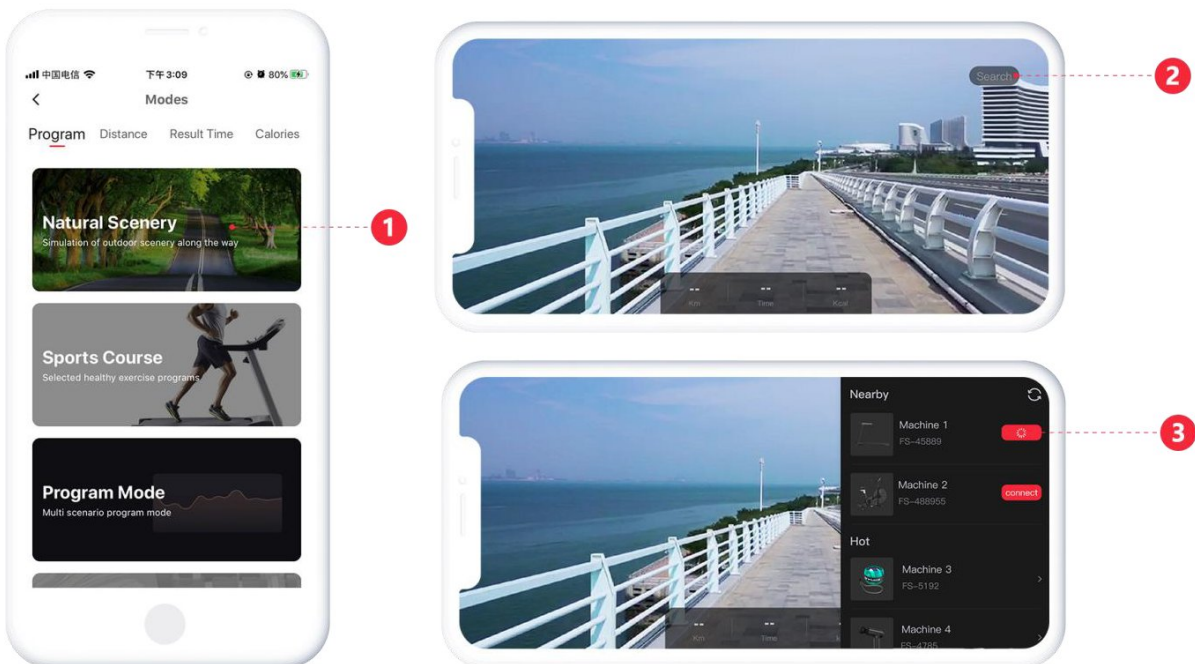 中国电信
下午3:09
80%
Modes
Program Distance Result Time Calories
Natural Scenery
Simulation of outdoor scenery along the way
1
Sports Course
Selected healthy exercise programs
Program Mode
Multi scenario program mode
Search
2
-- -- --
Km Time Kcal
Nearby
Machine 1
FS-45889
3
Machine 2
FS-488955
connect
Hot
Machine 3
FS-5192
Machine 4
FS-4785
-- --
Km Time